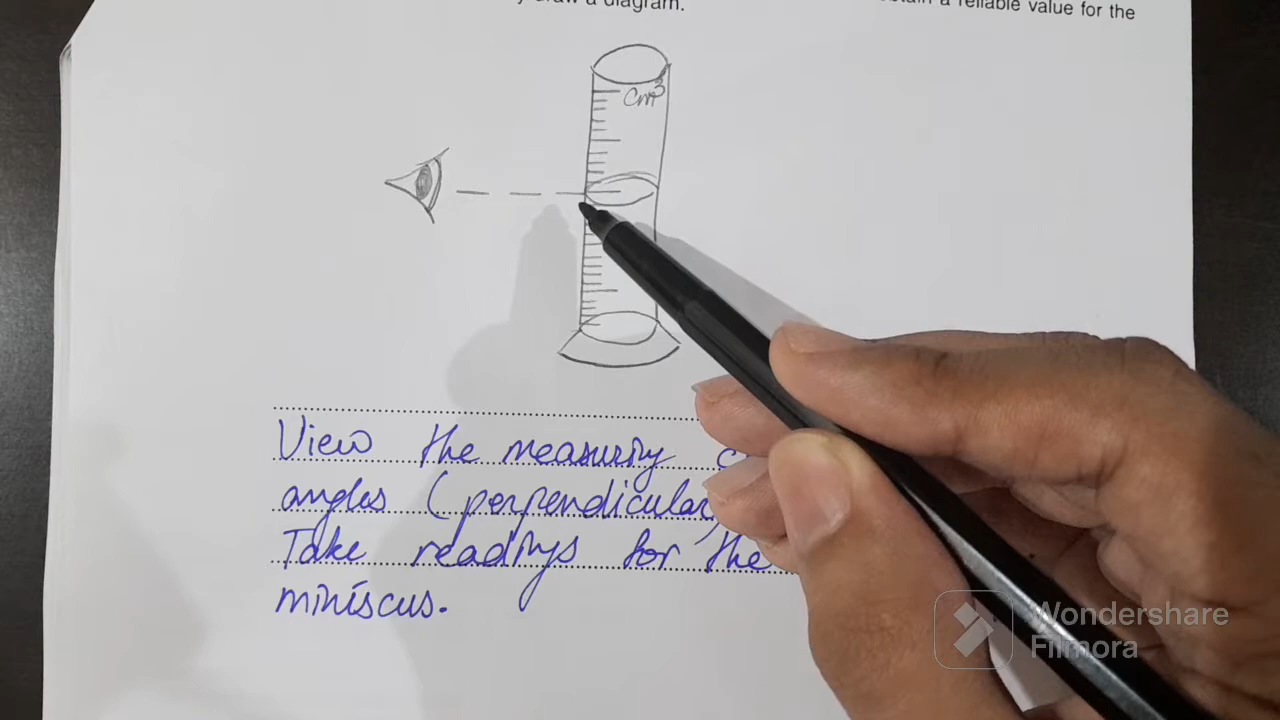 draw a diagram.
a reliable value for the
cm³
View the measuring
angles (perpendicular)
Take readings for the
miniscus.
Wondershare
Filmora